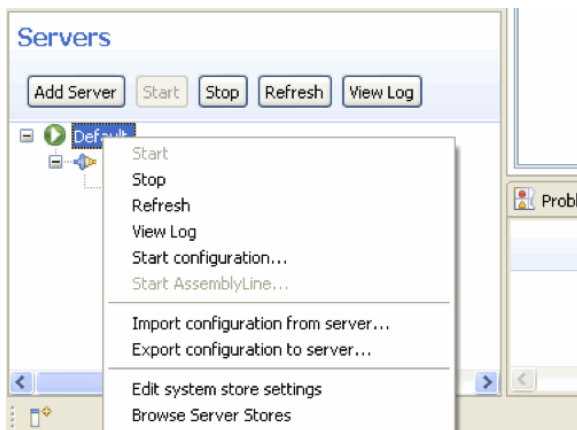 Servers
Add Server Start Stop Refresh View Log
Default
Start
Stop
Refresh
View Log
Start configuration...
Start AssemblyLine...
Import configuration from server...
Export configuration to server...
Edit system store settings
Browse Server Stores